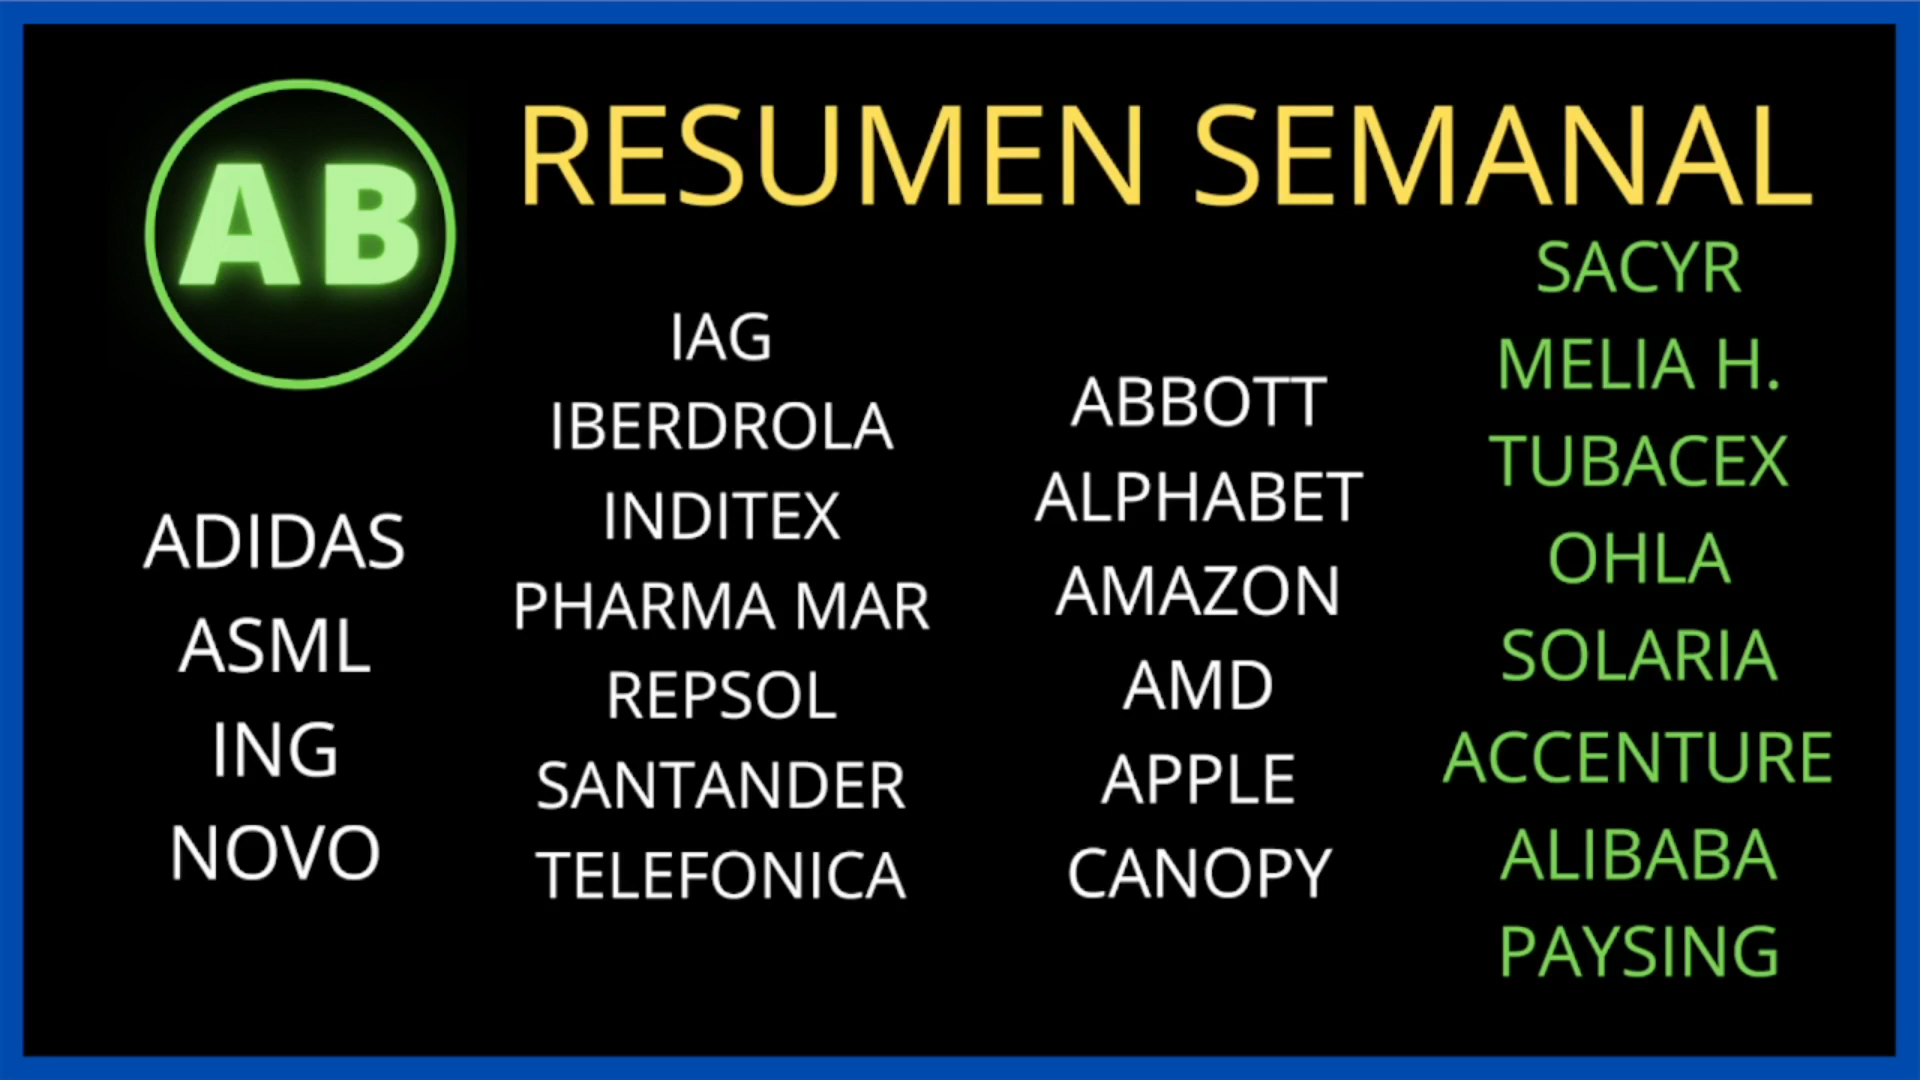 AB
RESUMEN SEMANAL
ADIDAS
ASML
ING
NOVO
IAG
IBERDROLA
INDITEX
PHARMA MAR
REPSOL
SANTANDER
TELEFONICA
ABBOTT
ALPHABET
AMAZON
AMD
APPLE
CANOPY
SACYR
MELIA H.
TUBACEX
OHLA
SOLARIA
ACCENTURE
ALIBABA
PAYSING